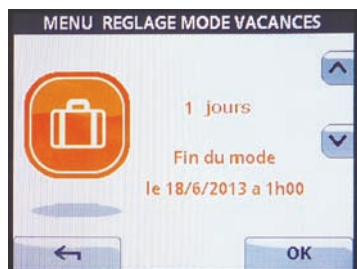 MENU REGLAGE MODE VACANCES
1 jours
Fin du mode
le 18/6/2013 a 1h00
OK